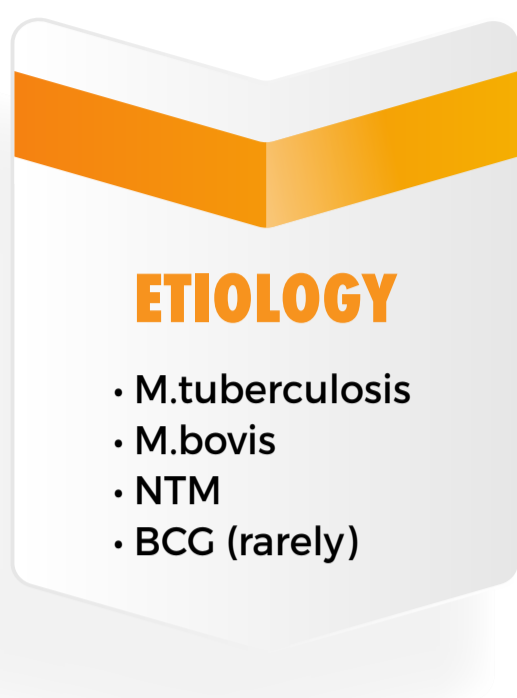 ETIOLOGY
• M.tuberculosis
• M.bovis
• NTM
• BCG (rarely)